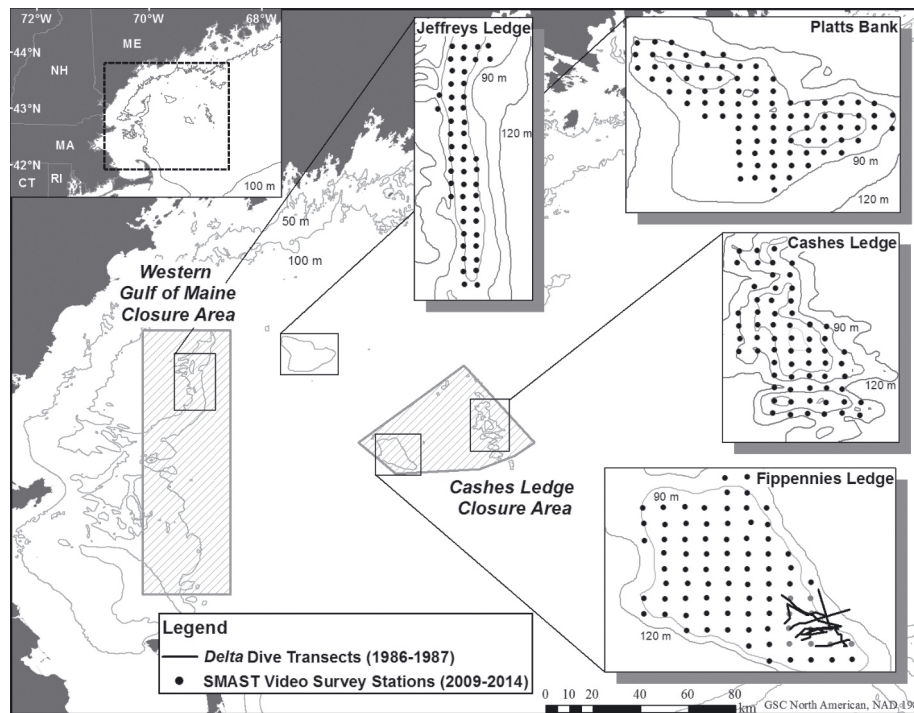 72°W
70°W
68°W
44°N
43°N
42°N
ME
NH
MA
CT
RI
100 m
50 m
100 m
Western
Gulf of Maine
Closure Area
Jeffreys Ledge
90 m
120 m
Platts Bank
90 m
120 m
Cashes Ledge
90 m
120 m
Cashes Ledge
Closure Area
Fippennies Ledge
90 m
120 m
Legend
Delta Dive Transects (1986-1987)
SMAST Video Survey Stations (2009-2014)
0 10 20 40 60 80
km
GSC North American, NAD